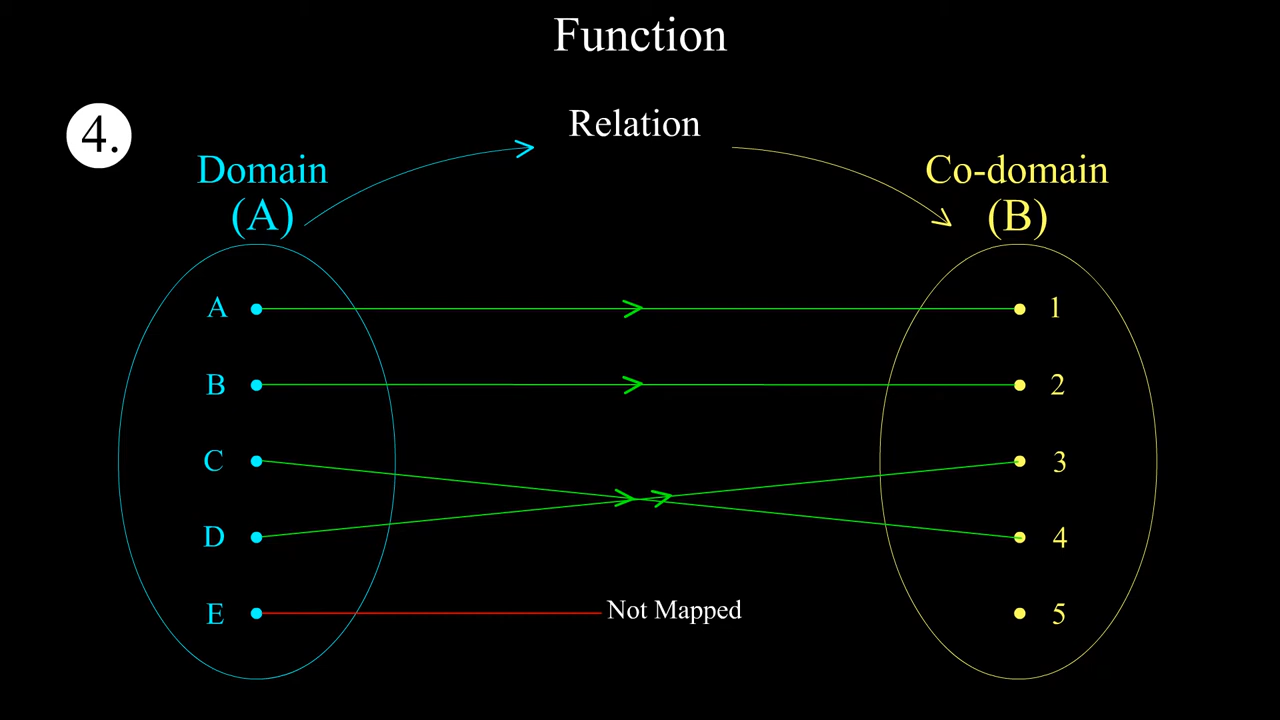 Function
4.
Relation
Domain
(A)
Co-domain
(B)
A
1
B
2
C
3
D
4
E
Not Mapped
5